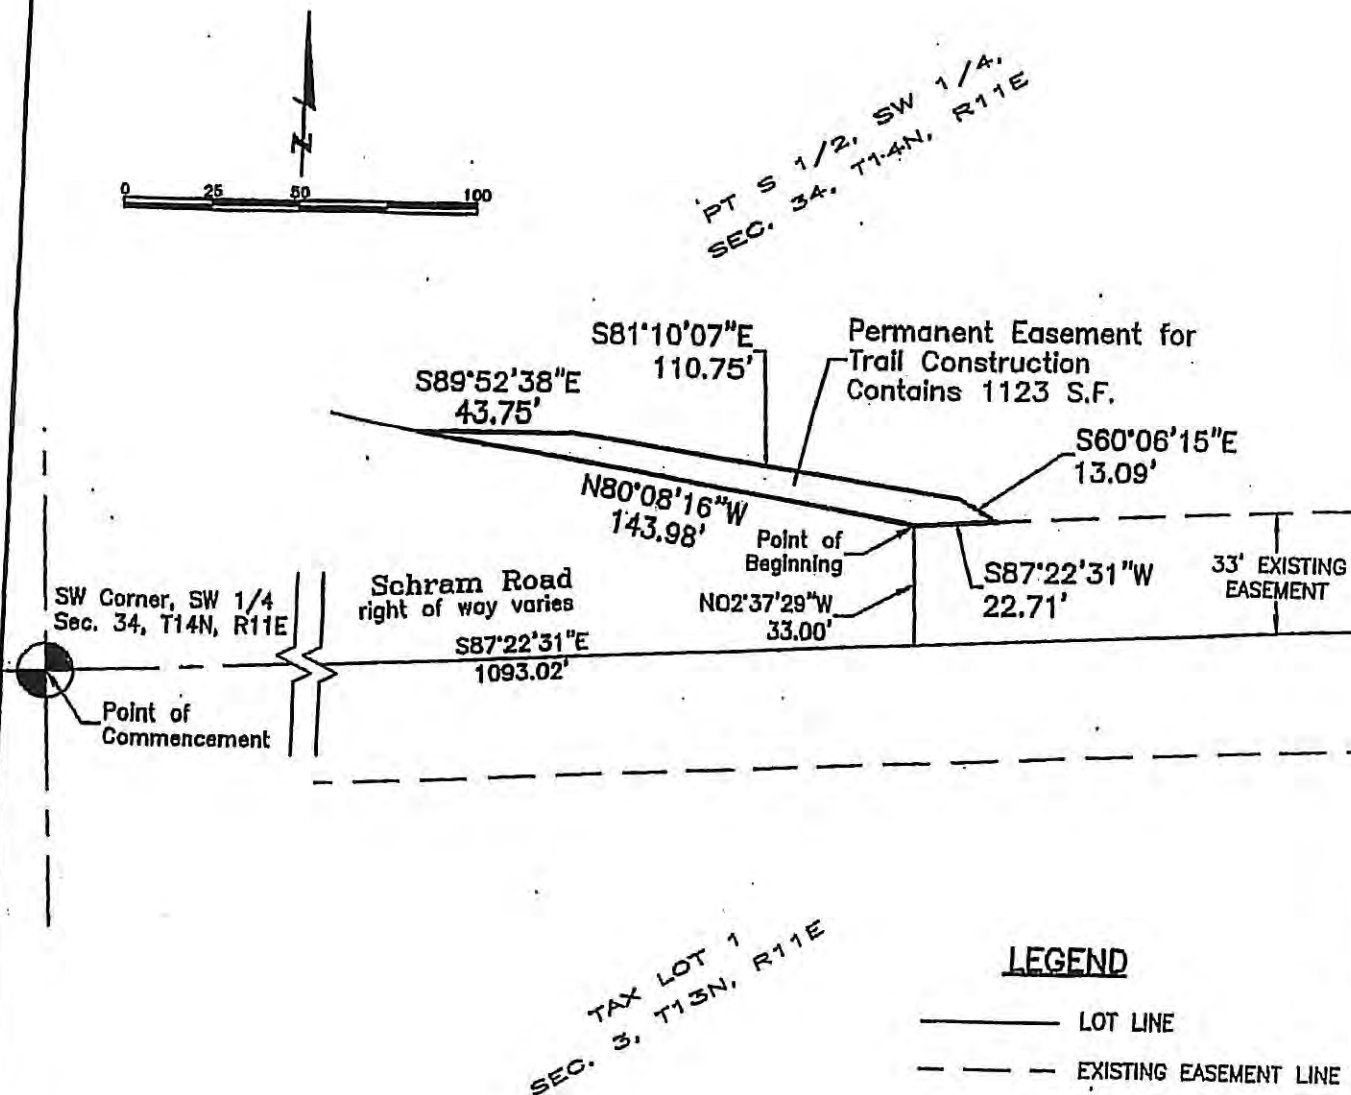 N
0 25 50 100
PT S 1/2, SW 1/4,
SEC. 34, T14N, R11E
S81°10'07"E
110.75'
Permanent Easement for
Trail Construction
Contains 1123 S.F.
S89°52'38"E
43.75'
S60°06'15"E
13.09'
N80°08'16"W
143.98'
Point of
Beginning
S87°22'31"W
22.71'
33' EXISTING
EASEMENT
SW Corner, SW 1/4
Sec. 34, T14N, R11E
Schram Road
right of way varies
N02°37'29"W
33.00'
S87°22'31"E
1093.02'
Point of
Commencement
TAX LOT 1
SEC. 3, T13N, R11E
LEGEND
LOT LINE
EXISTING EASEMENT LINE